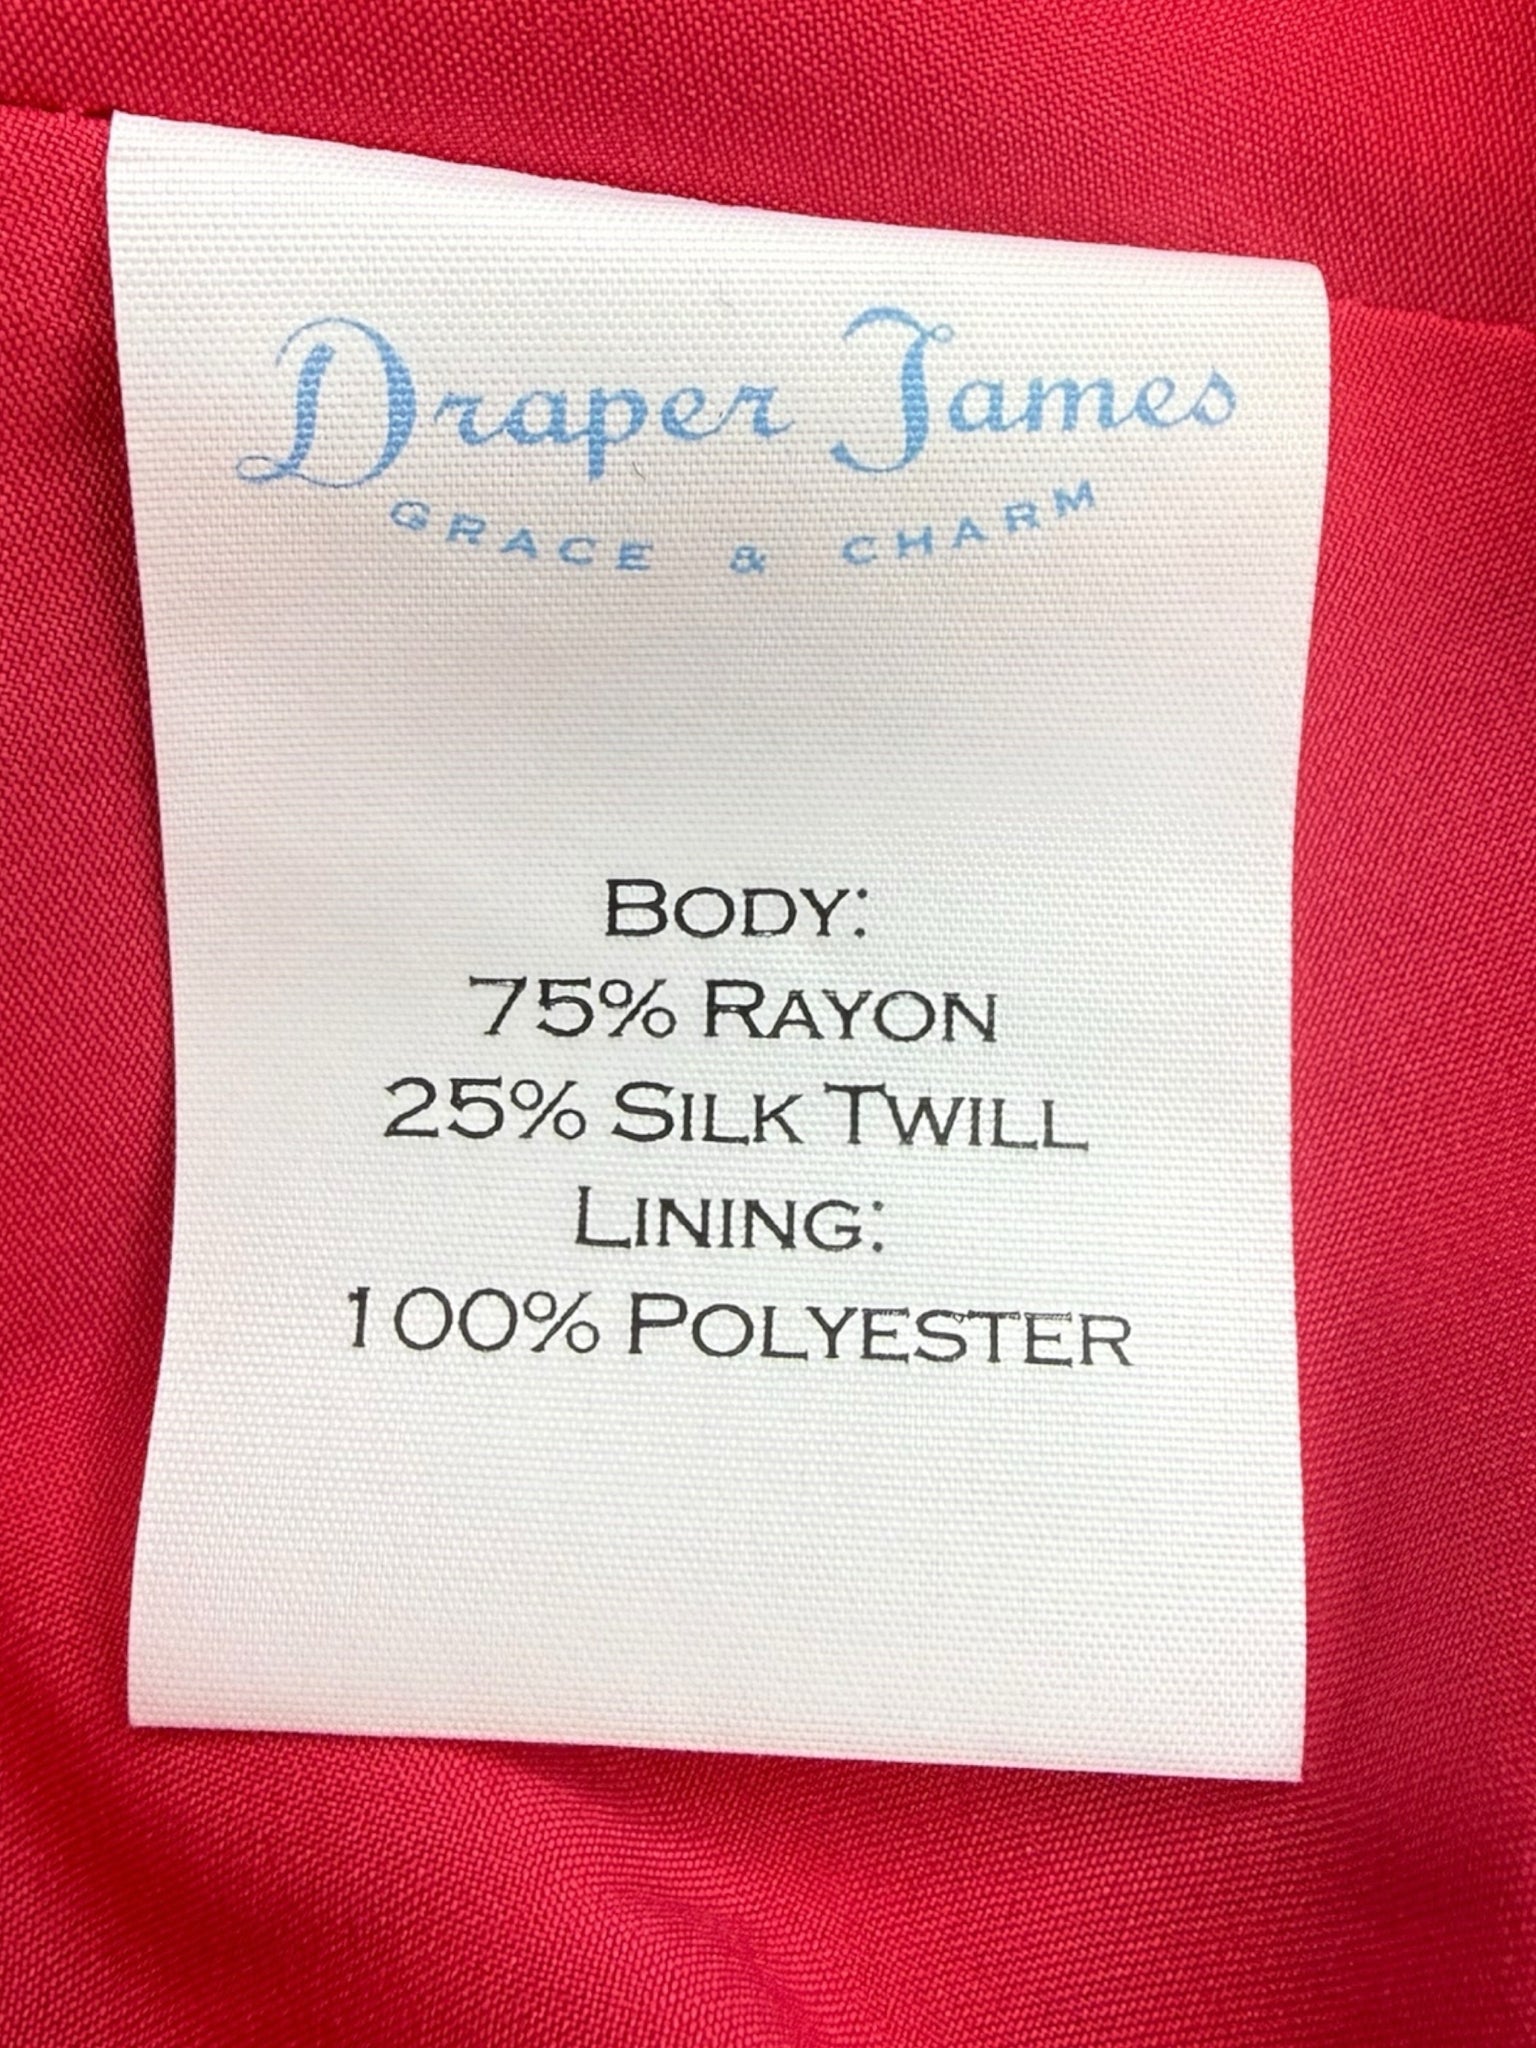 Draper James
GRACE & CHARM
BODY:
75% RAYON
25% SILK TWILL
LINING:
100% POLYESTER